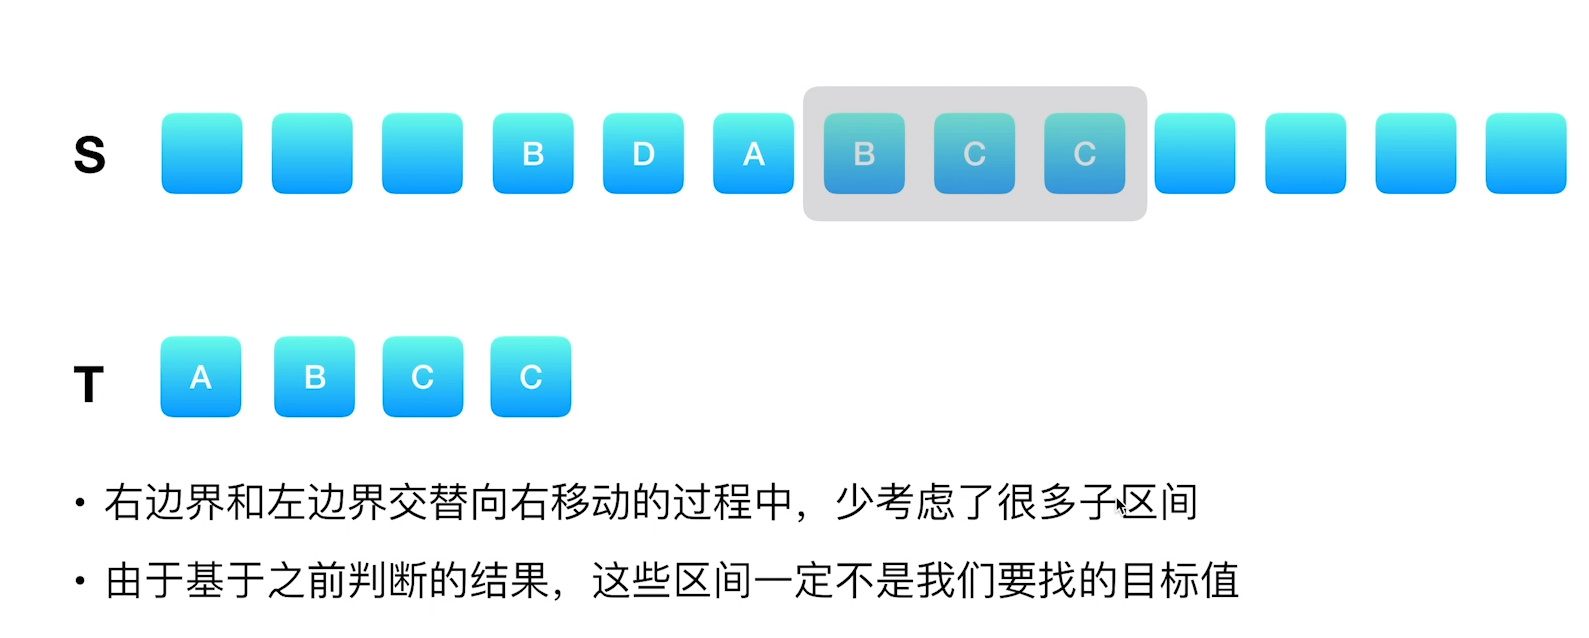 S B D A B C C
T A B C C
• 右边界和左边界交替向右移动的过程中，少考虑了很多子区间
• 由于基于之前判断的结果，这些区间一定不是我们要找的目标值